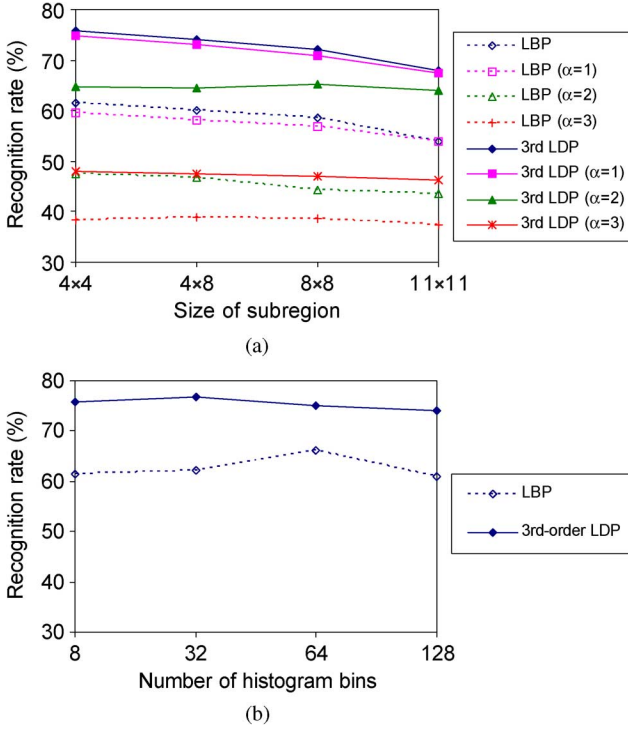 80
70
60
50
40
30
Recognition rate (%)
4×4
4×8
8×8
11×11
Size of subregion
LBP
LBP (α=1)
LBP (α=2)
LBP (α=3)
3rd LDP
3rd LDP (α=1)
3rd LDP (α=2)
3rd LDP (α=3)
(a)
80
70
60
50
40
30
Recognition rate (%)
8
32
64
128
Number of histogram bins
LBP
3rd-order LDP
(b)